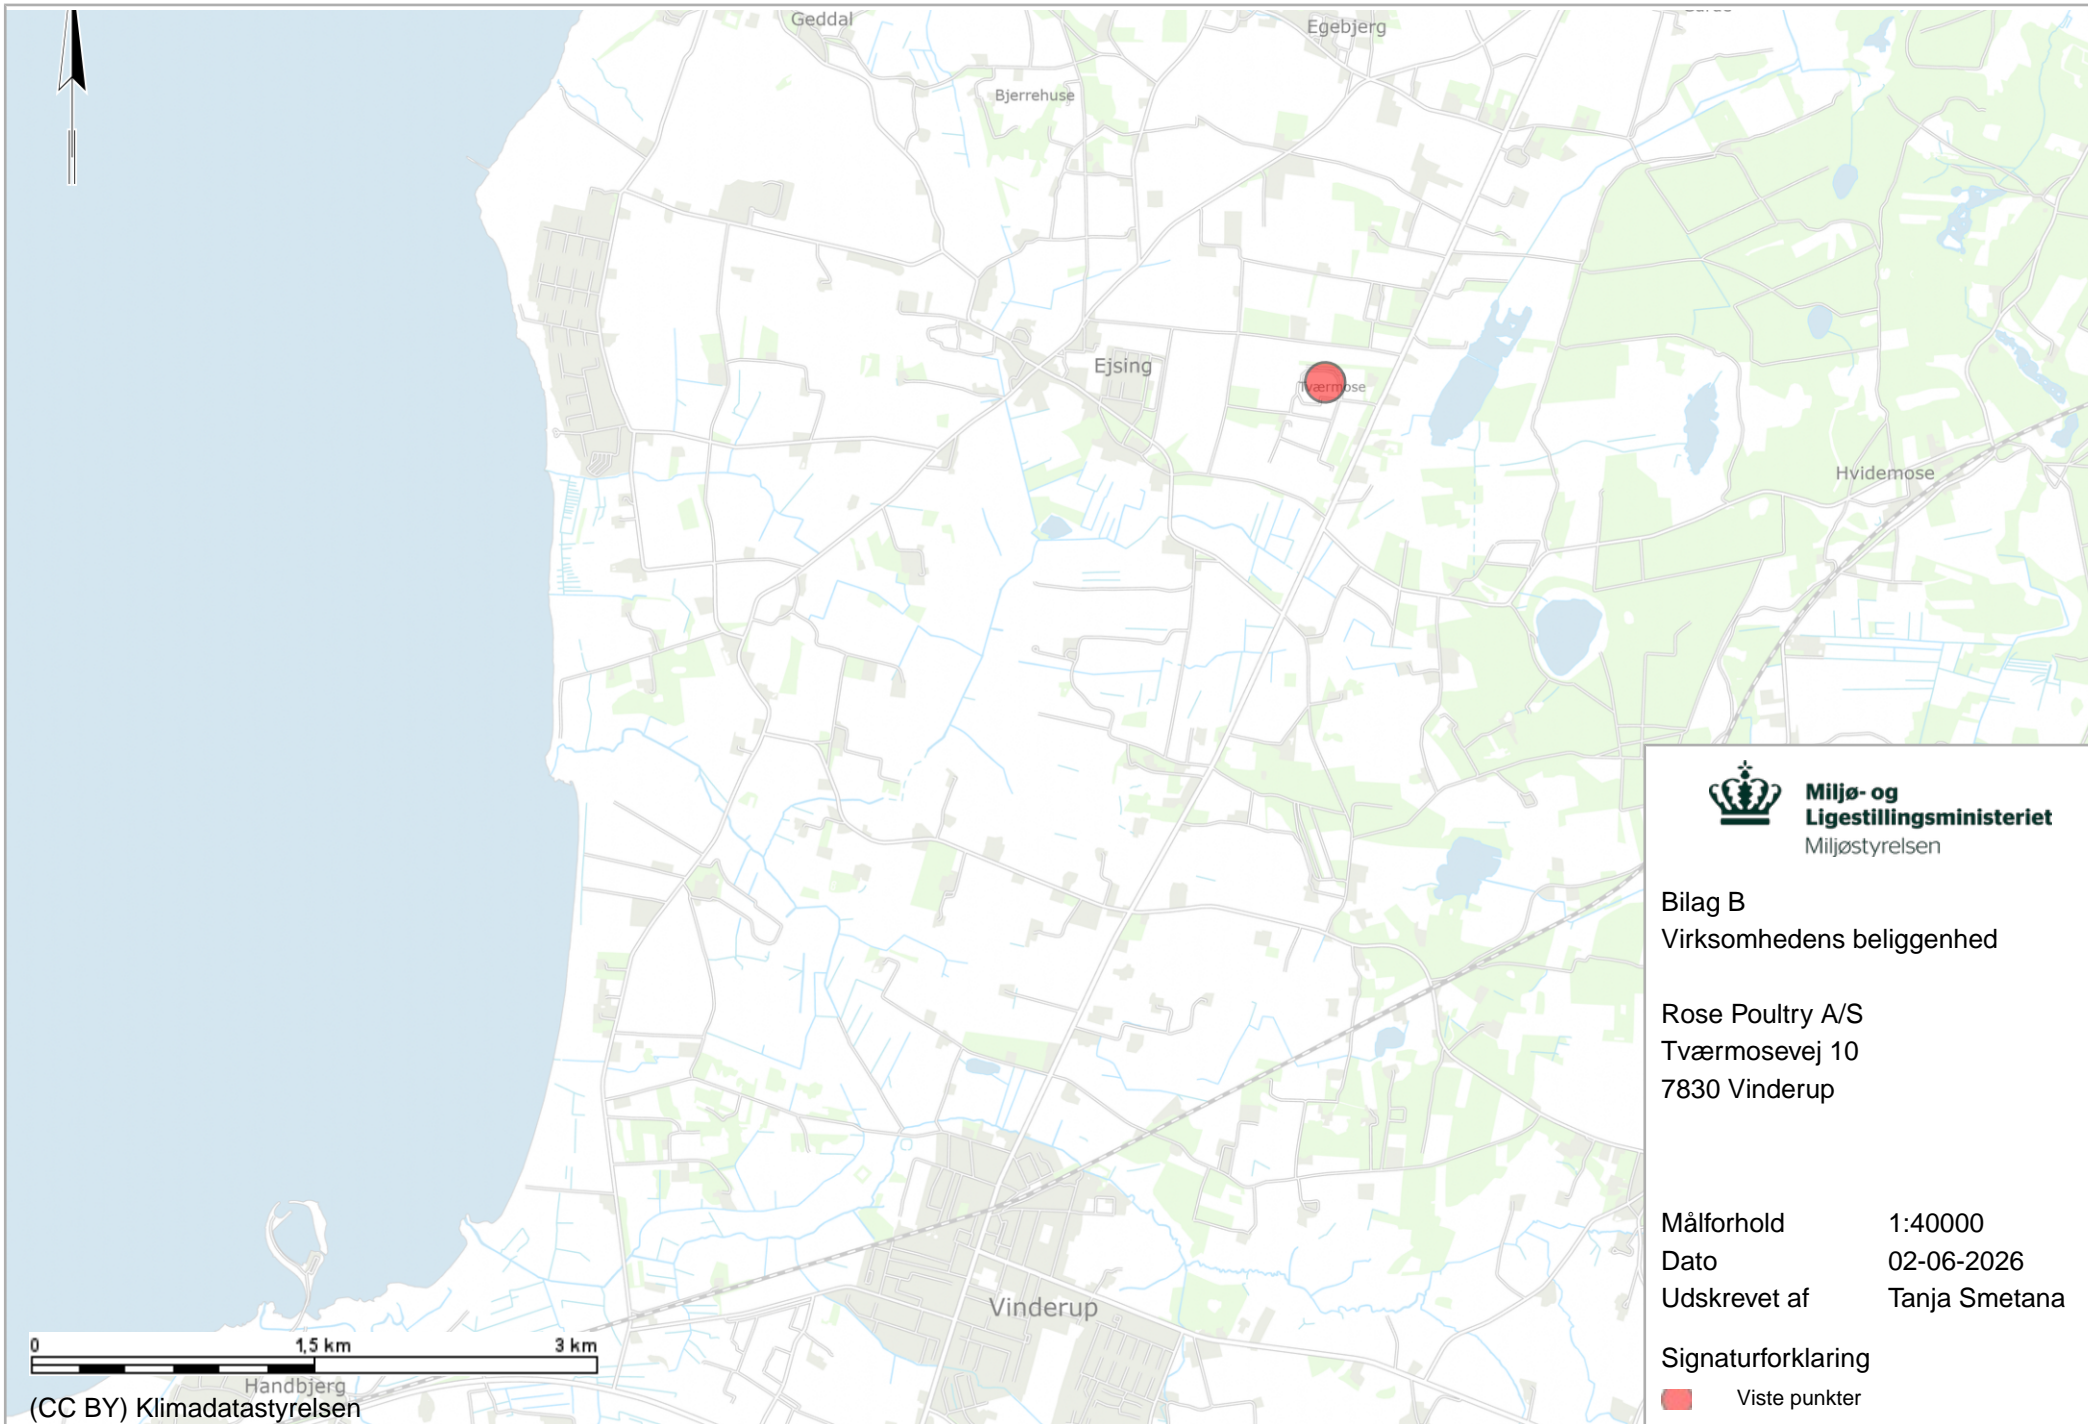 Geddal
Egebjerg
Bjerrehuse
Ejsing
Tværmose
Hvidemose
Vinderup
Handbjerg
0 1,5 km 3 km
(CC BY) Klimadatastyrelsen
Miljø- og
Ligestillingsministeriet
Miljøstyrelsen
Bilag B
Virksomhedens beliggenhed
Rose Poultry A/S
Tværmosevej 10
7830 Vinderup
Målforhold 1:40000
Dato 02-06-2026
Udskrevet af Tanja Smetana
Signaturforklaring
Viste punkter